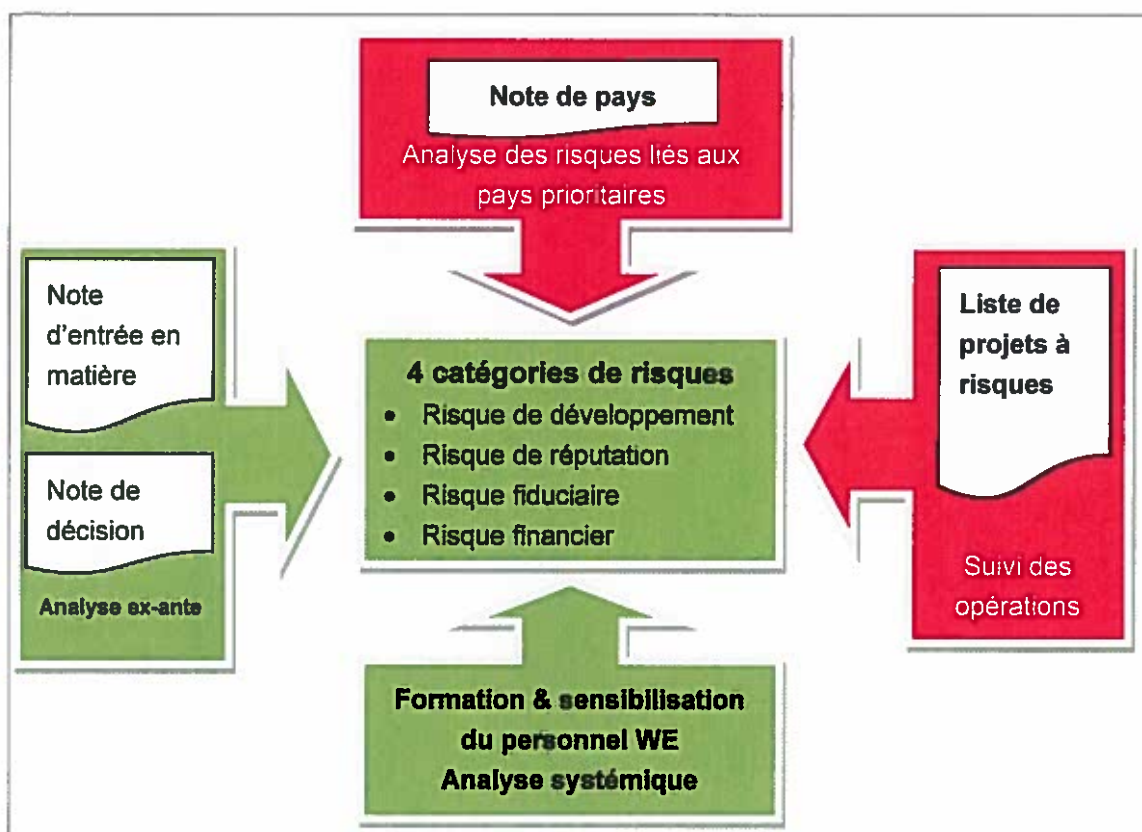 Note de pays
Analyse des risques liés aux
pays prioritaires
Note
d'entrée en
matière
Note de
décision
Analyse ex-ante
4 catégories de risques
• Risque de développement
• Risque de réputation
• Risque fiduciaire
• Risque financier
Liste de
projets à
risques
Suivi des
opérations
Formation & sensibilisation
du personnel WE
Analyse systémique